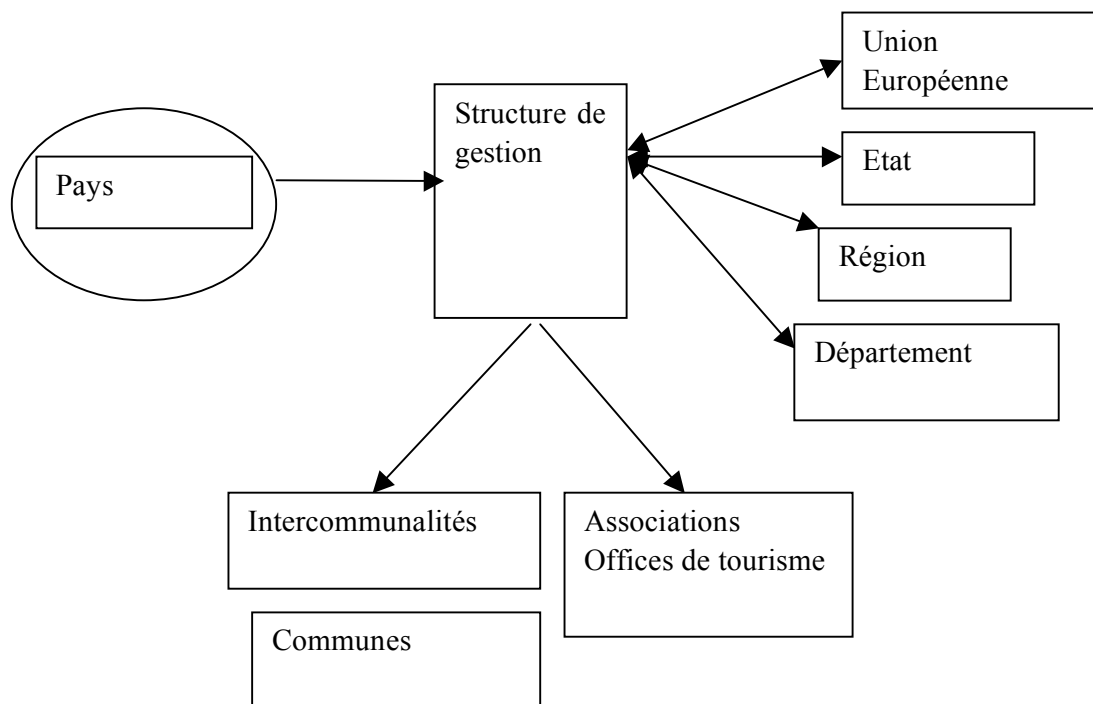 Union
Européenne
Structure de
gestion
Etat
Pays
Région
Département
Intercommunalités
Associations
Offices de tourisme
Communes